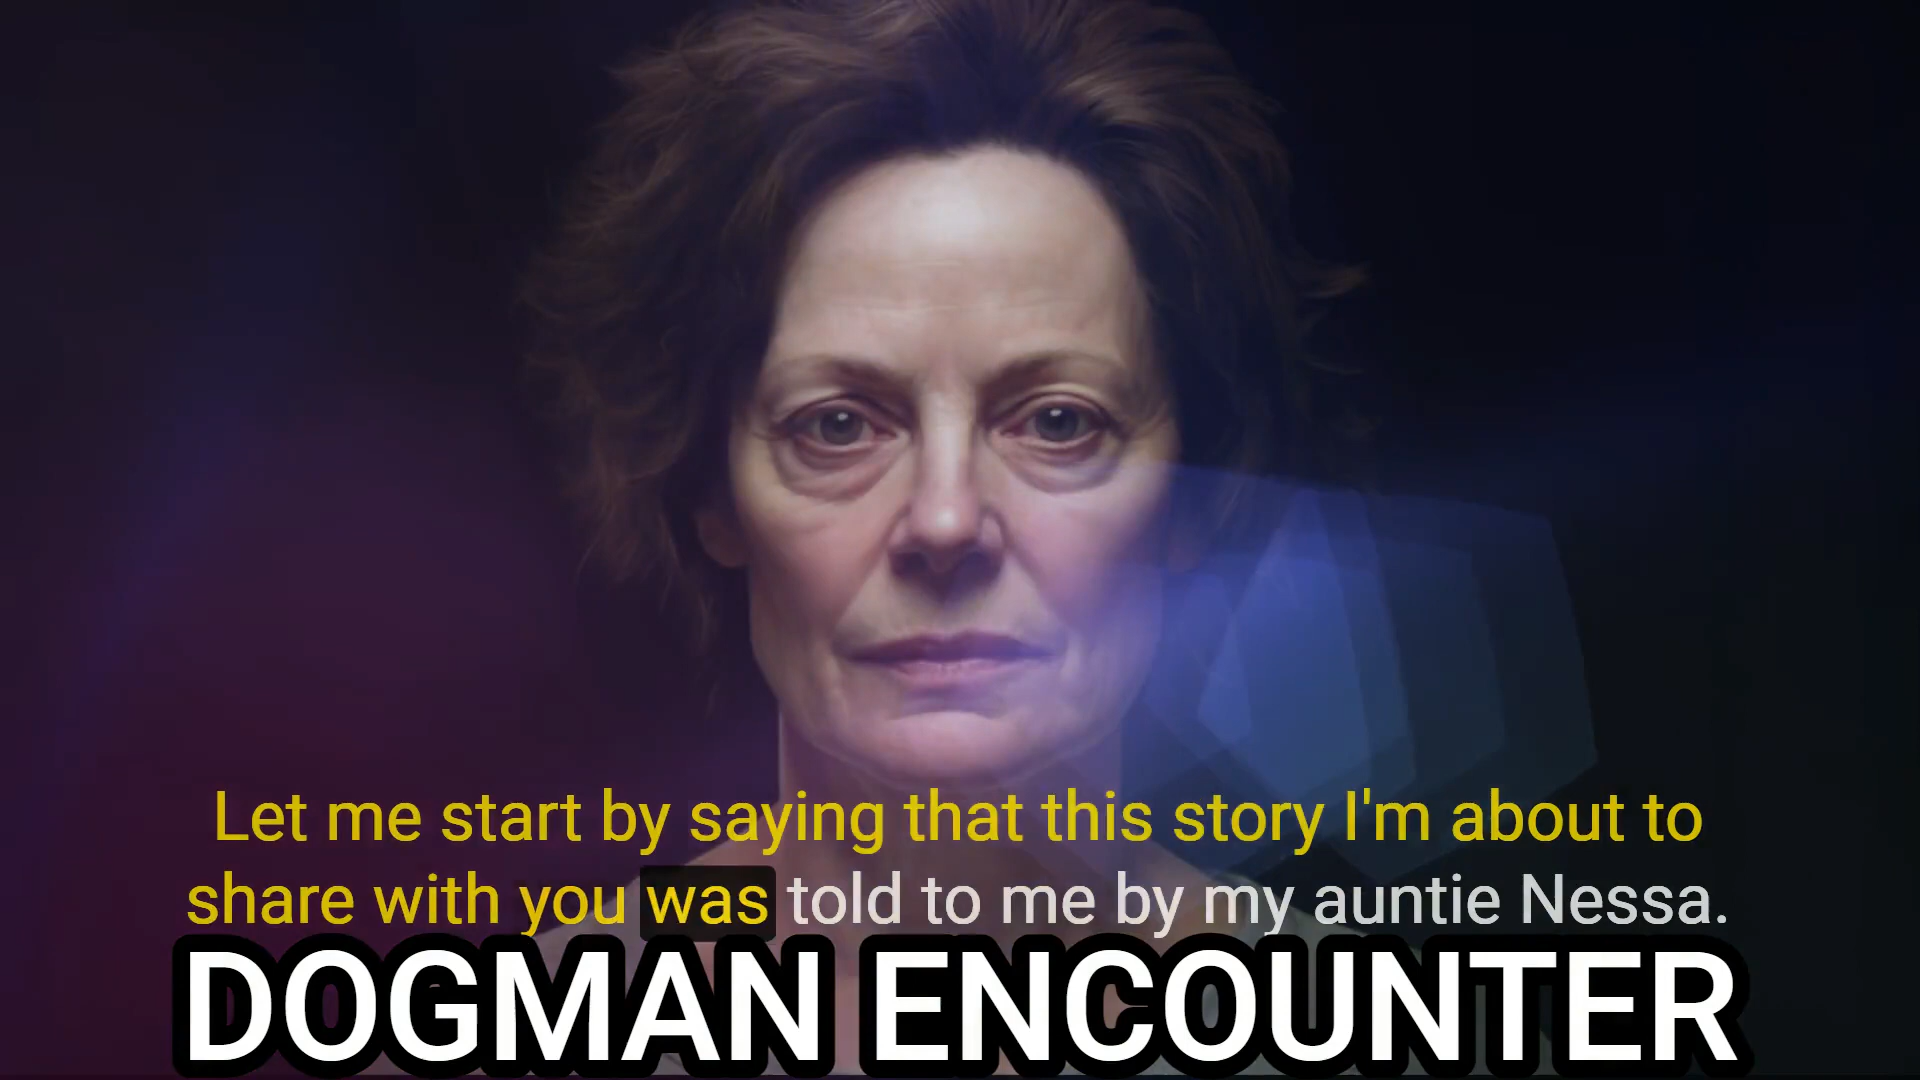 Let me start by saying that this story I'm about to
share with you was told to me by my auntie Nessa.
DOGMAN ENCOUNTER